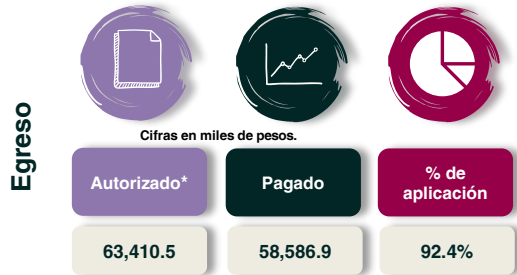 Egreso
Cifras en miles de pesos.
Autorizado*
Pagado
% de
aplicación
63,410.5
58,586.9
92.4%